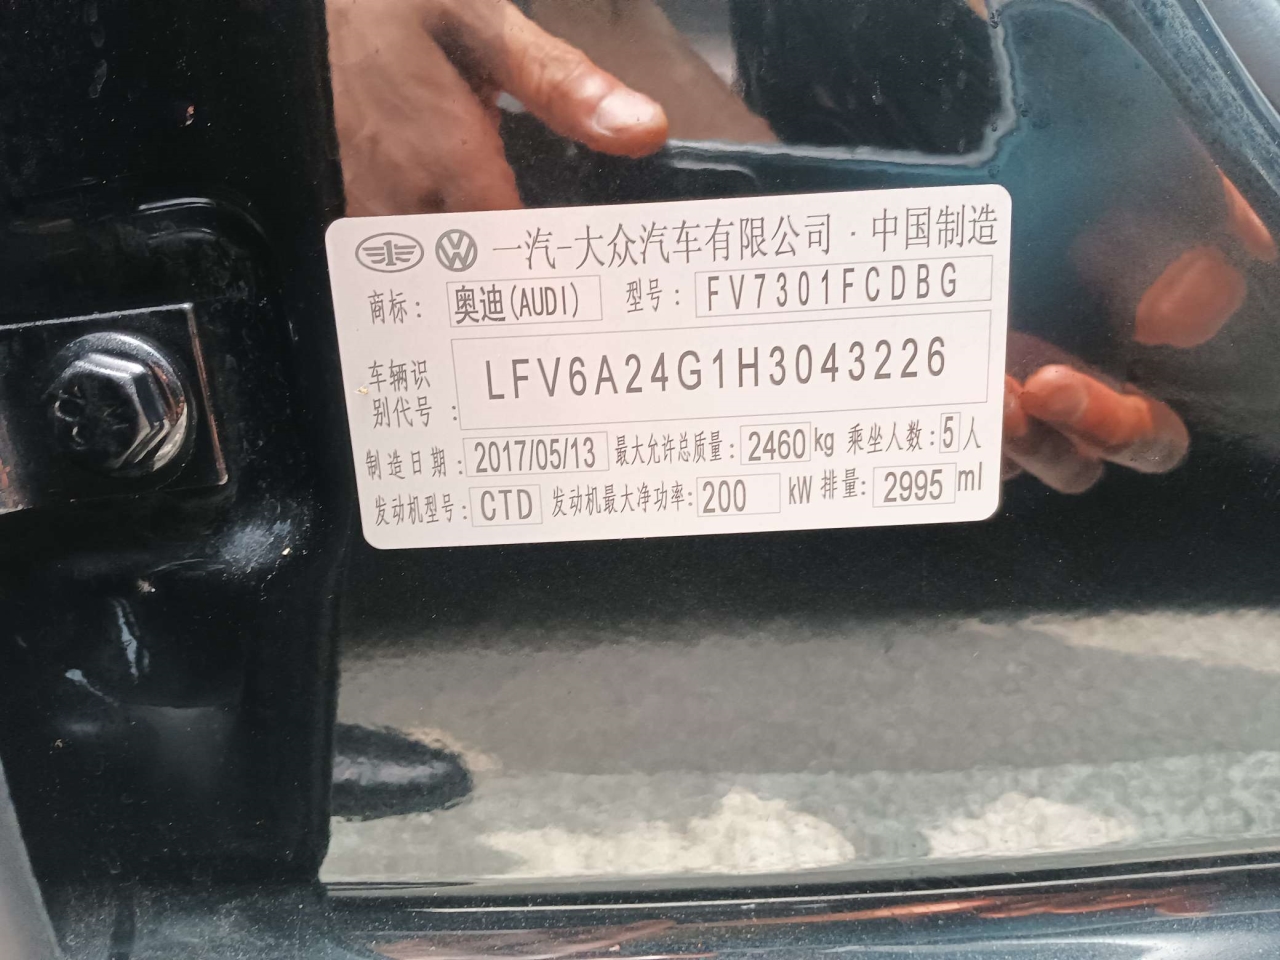 一汽-大众汽车有限公司·中国制造
商标: 奥迪(AUDI) 型号: FV7301FCDBG
车辆识别代号: LFV6A24G1H3043226
制造日期: 2017/05/13 最大允许总质量: 2460 kg 乘坐人数: 5 人
发动机型号: CTD 发动机最大净功率: 200 kW 排量: 2995 ml